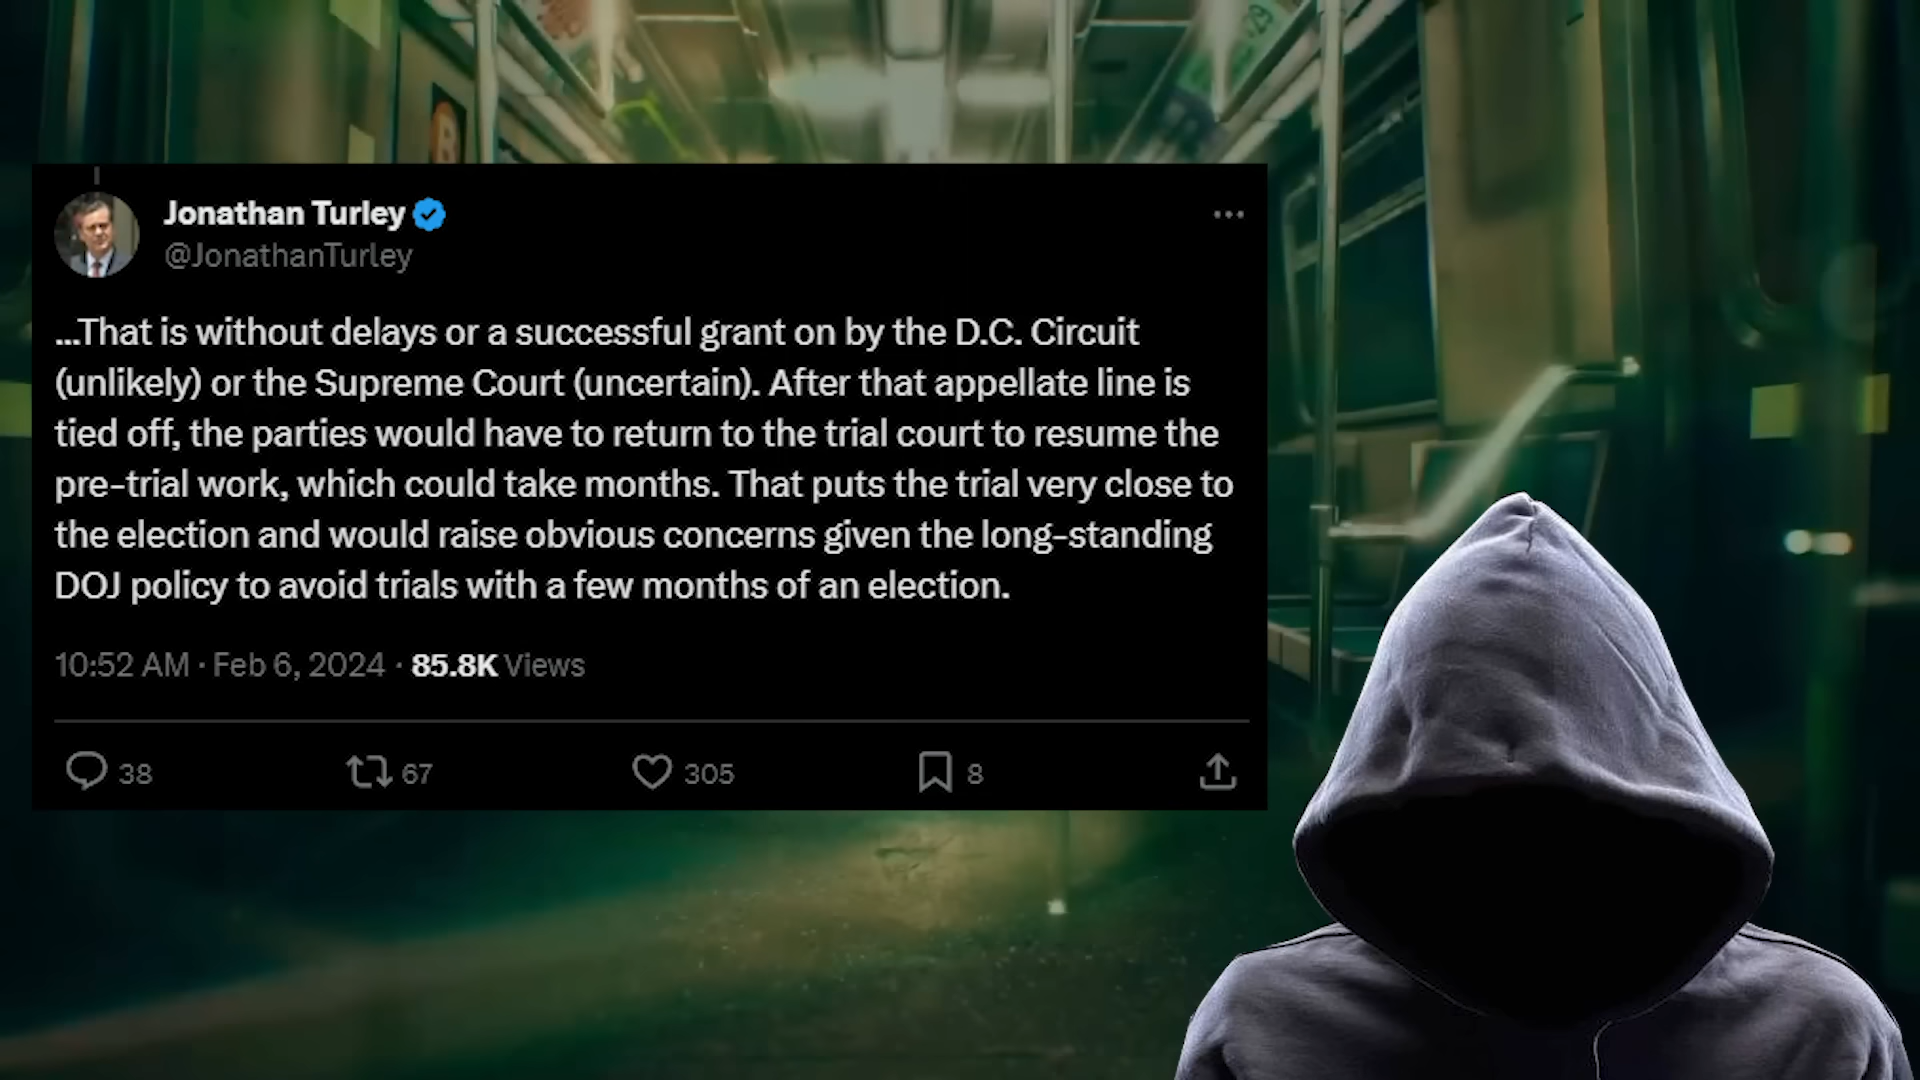 Jonathan Turley
@JonathanTurley
...That is without delays or a successful grant on by the D.C. Circuit
(unlikely) or the Supreme Court (uncertain). After that appellate line is
tied off, the parties would have to return to the trial court to resume the
pre-trial work, which could take months. That puts the trial very close to
the election and would raise obvious concerns given the long-standing
DOJ policy to avoid trials with a few months of an election.
10:52 AM · Feb 6, 2024 · 85.8K Views
38 67 305 8